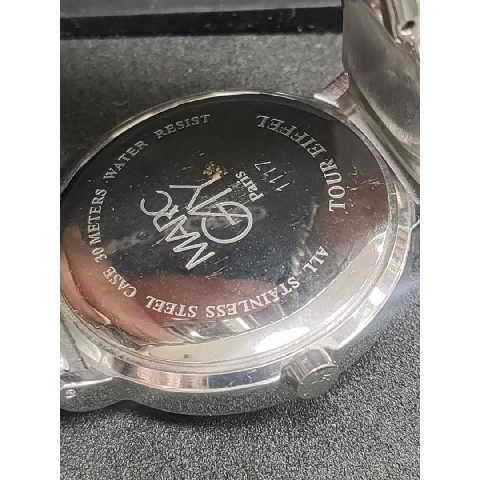 MARC
Paris
1117
TOUR EIFFEL
ALL STAINLESS STEEL CASE 30 METERS WATER RESIST